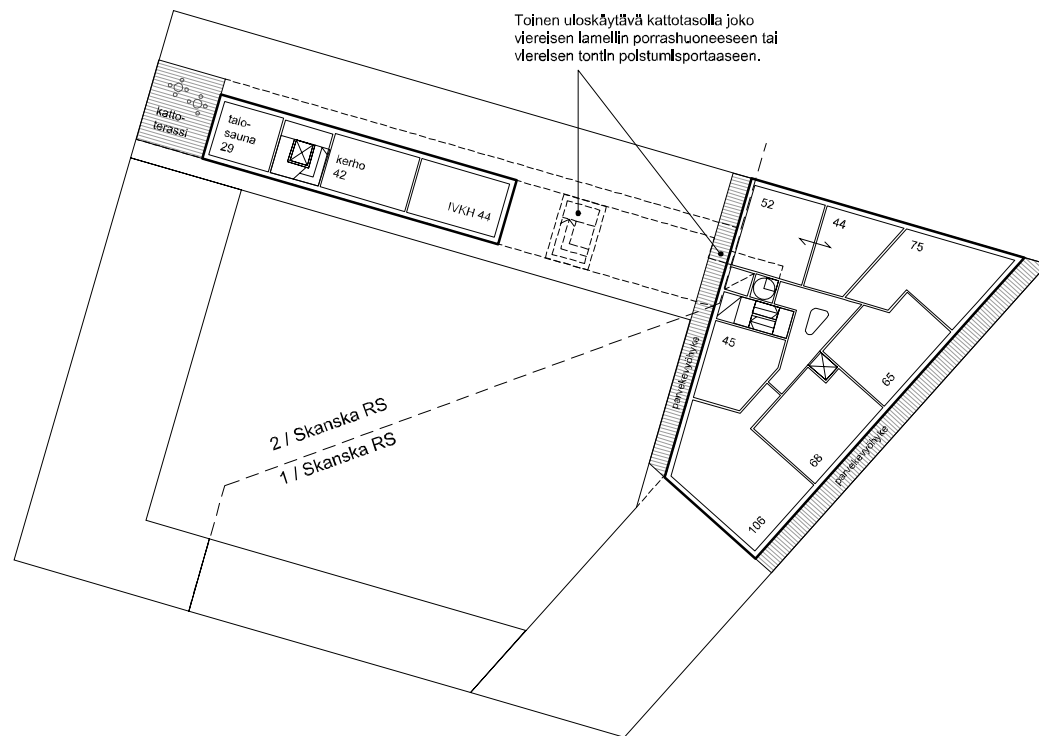 Toinen uloskäytävä kattotasolla joko
viereisen lamellin porrashuoneeseen tai
viereisen tontin poistumisportaaseen.
katto-
terassi
talo-
sauna
29
kerho
42
IVKH 44
52
44
75
45
65
68
106
parvekevyöhyke
parvekevyöhyke
2 / Skanska RS
1 / Skanska RS